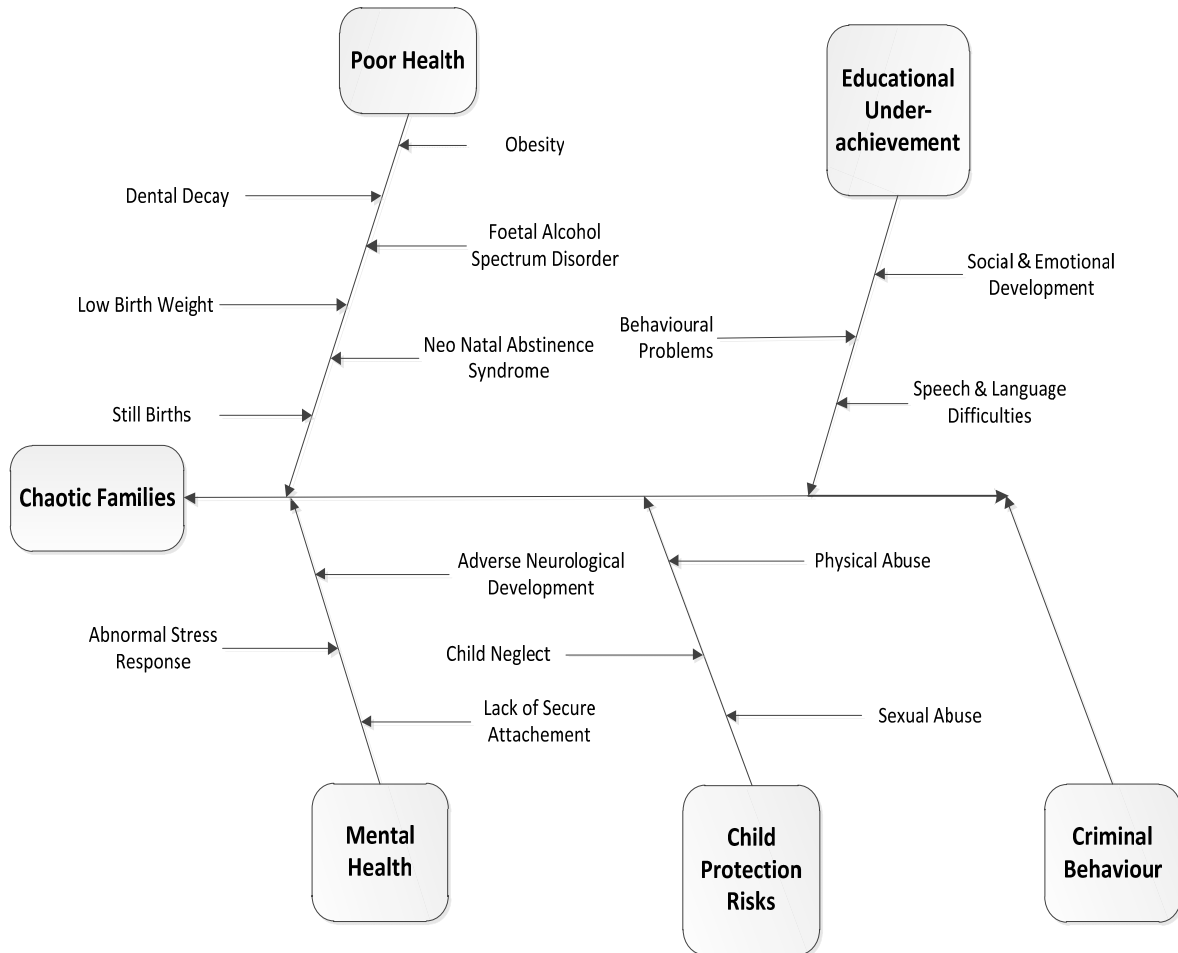 Poor Health
Educational
Under-
achievement
Obesity
Dental Decay
Foetal Alcohol
Spectrum Disorder
Social & Emotional
Development
Low Birth Weight
Behavioural
Problems
Neo Natal Abstinence
Syndrome
Speech & Language
Difficulties
Still Births
Chaotic Families
Adverse Neurological
Development
Physical Abuse
Abnormal Stress
Response
Child Neglect
Lack of Secure
Attachement
Sexual Abuse
Mental
Health
Child
Protection
Risks
Criminal
Behaviour